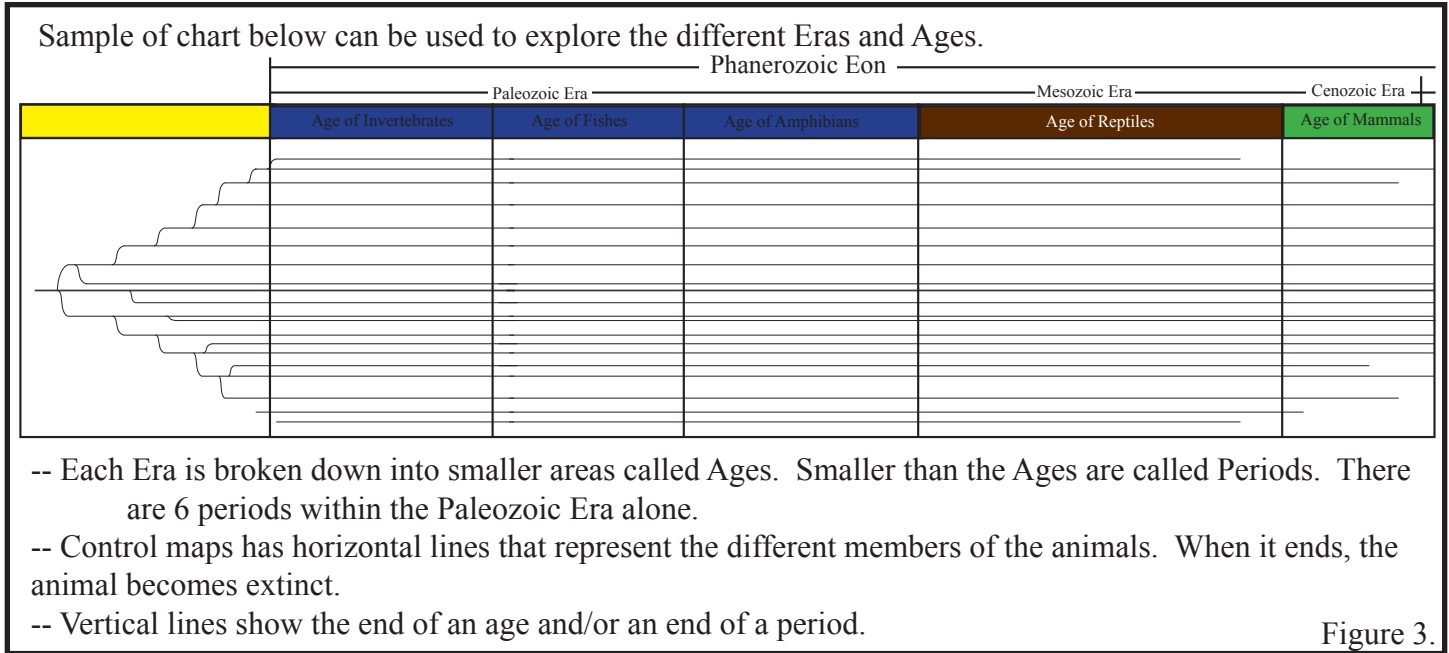 Sample of chart below can be used to explore the different Eras and Ages.
Phanerozoic Eon
Paleozoic Era Mesozoic Era Cenozoic Era
Age of Invertebrates Age of Fishes Age of Amphibians Age of Reptiles Age of Mammals
-- Each Era is broken down into smaller areas called Ages. Smaller than the Ages are called Periods. There
are 6 periods within the Paleozoic Era alone.
-- Control maps has horizontal lines that represent the different members of the animals. When it ends, the
animal becomes extinct.
-- Vertical lines show the end of an age and/or an end of a period.
Figure 3.